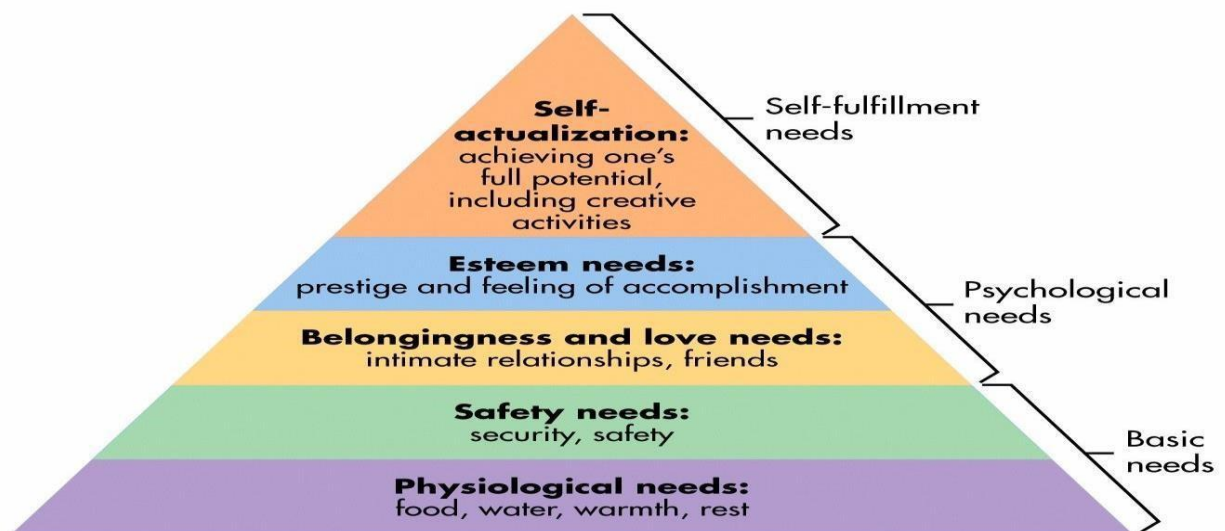 Self-
actualization:
achieving one's
full potential,
including creative
activities
Self-fulfillment
needs
Esteem needs:
prestige and feeling of accomplishment
Psychological
needs
Belongingness and love needs:
intimate relationships, friends
Safety needs:
security, safety
Basic
needs
Physiological needs:
food, water, warmth, rest